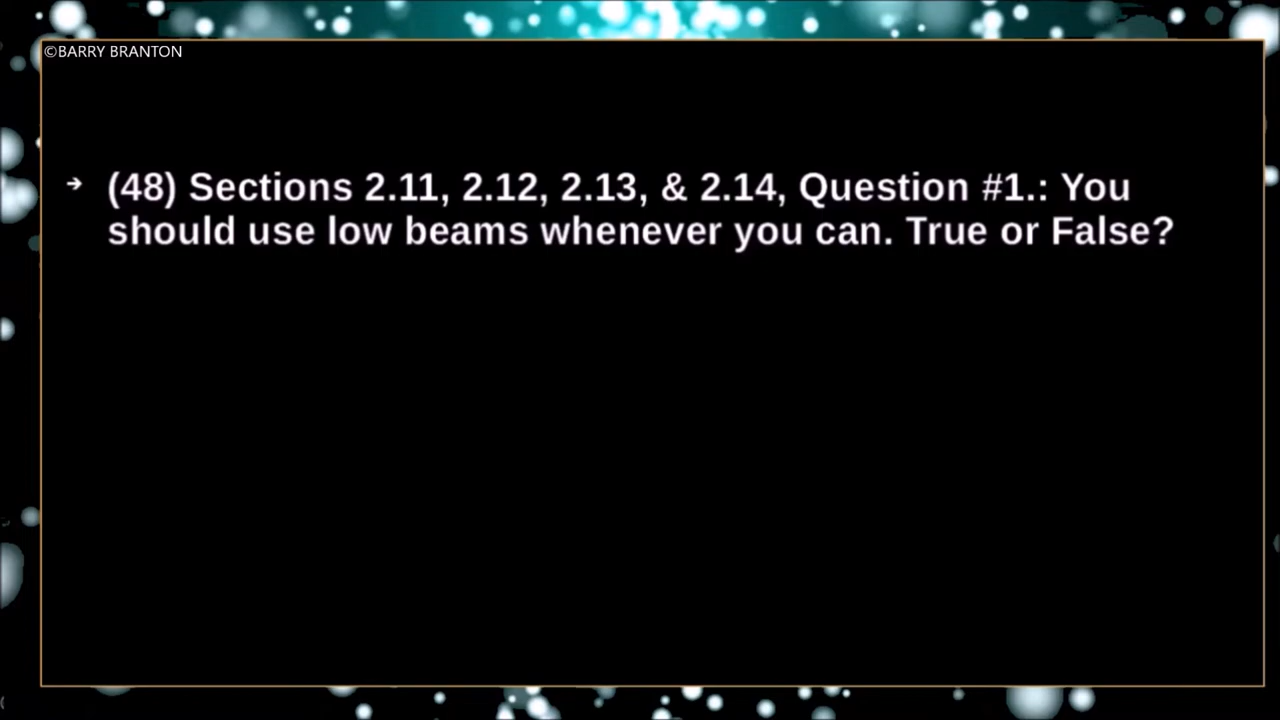 ©BARRY BRANTON
➔ (48) Sections 2.11, 2.12, 2.13, & 2.14, Question #1.: You
should use low beams whenever you can. True or False?